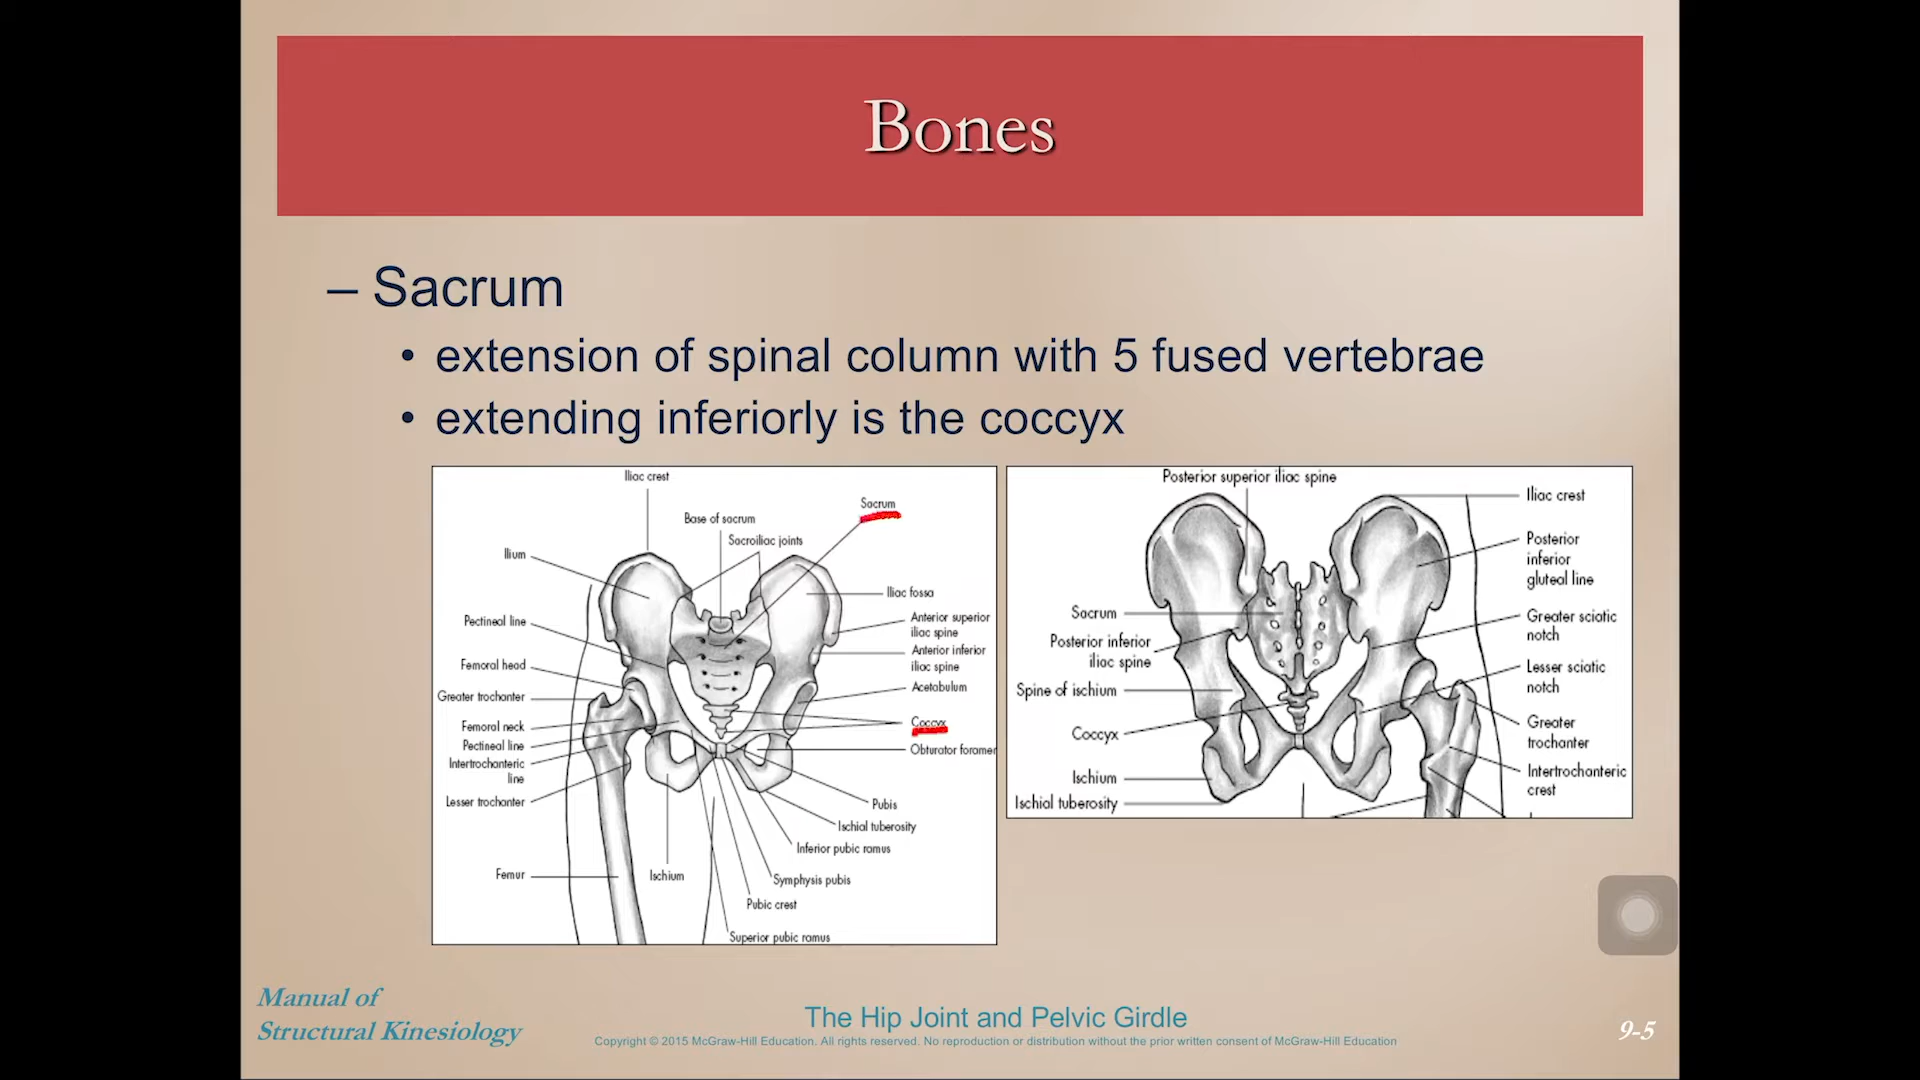 Bones
– Sacrum
• extension of spinal column with 5 fused vertebrae
• extending inferiorly is the coccyx
Iliac crest
Sacrum
Base of sacrum
Sacroiliac joints
Ilium
Iliac fossa
Anterior superior
iliac spine
Pectineal line
Anterior inferior
iliac spine
Femoral head
Acetabulum
Greater trochanter
Coccyx
Femoral neck
Pectineal line
Obturator foramen
Intertrochanteric
line
Lesser trochanter
Pubis
Ischial tuberosity
Inferior pubic ramus
Femur
Ischium
Symphysis pubis
Pubic crest
Superior pubic ramus
Posterior superior iliac spine
Iliac crest
Posterior
inferior
gluteal line
Sacrum
Greater sciatic
notch
Posterior inferior
iliac spine
Lesser sciatic
notch
Spine of ischium
Greater
trochanter
Coccyx
Intertrochanteric
crest
Ischium
Ischial tuberosity
Manual of
Structural Kinesiology
The Hip Joint and Pelvic Girdle
Copyright © 2015 McGraw-Hill Education. All rights reserved. No reproduction or distribution without the prior written consent of McGraw-Hill Education
9-5